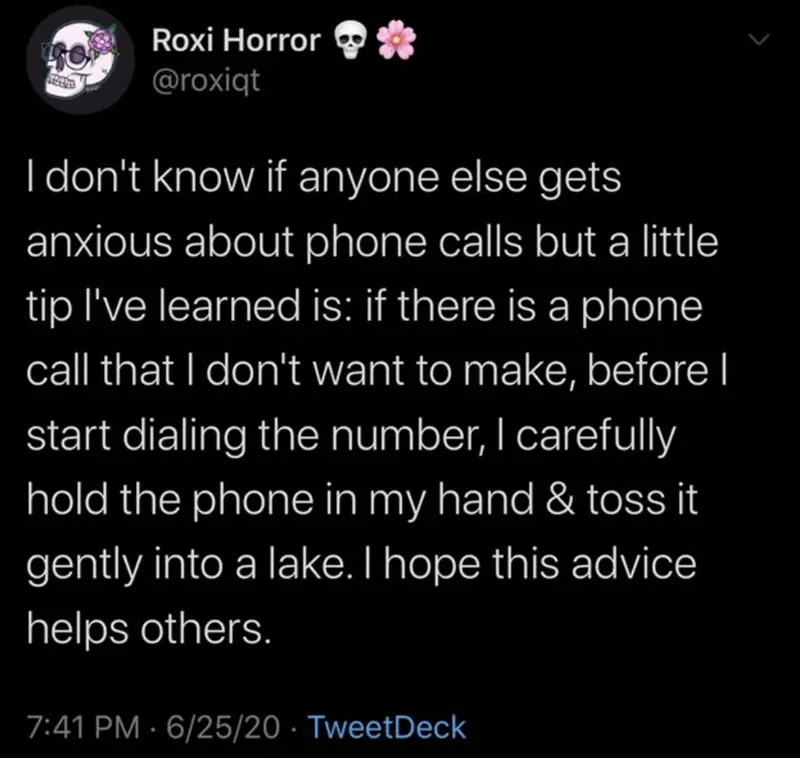 Roxi Horror 💀🌸
@roxiqt
I don't know if anyone else gets
anxious about phone calls but a little
tip I've learned is: if there is a phone
call that I don't want to make, before I
start dialing the number, I carefully
hold the phone in my hand & toss it
gently into a lake. I hope this advice
helps others.
7:41 PM · 6/25/20 · TweetDeck